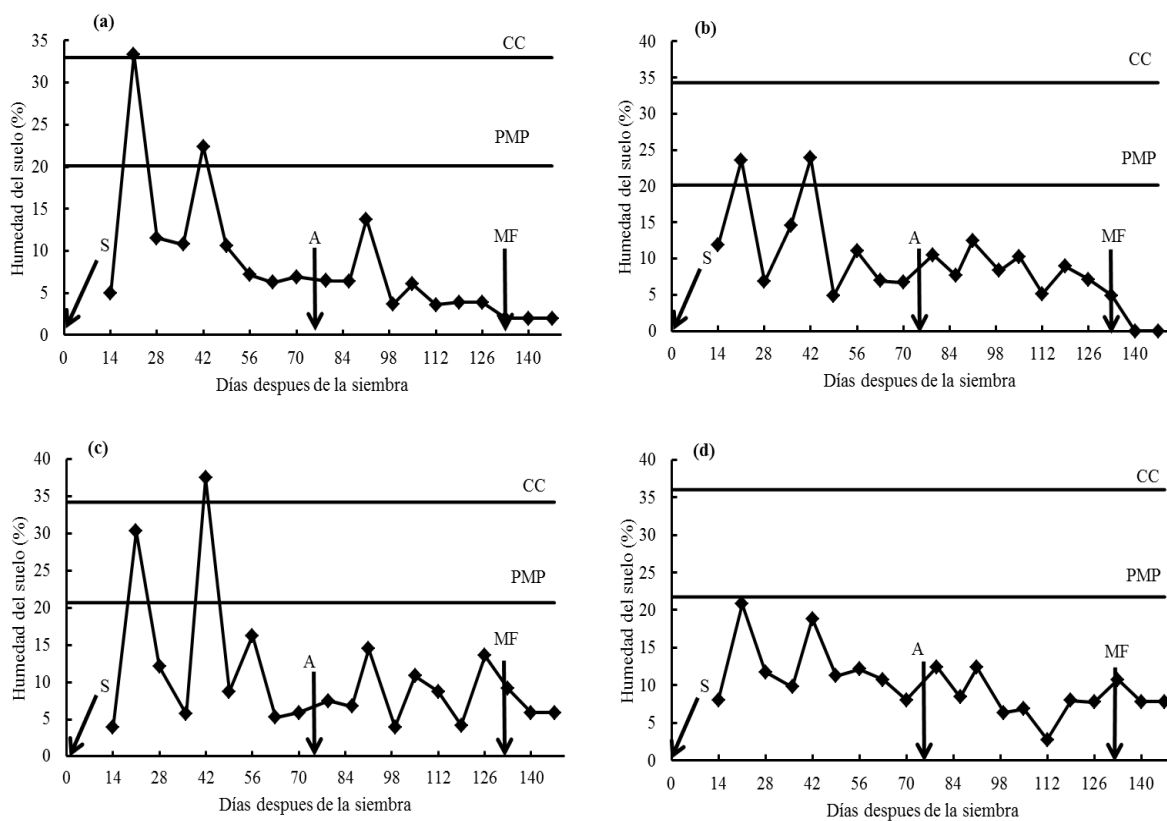 (a)
Humedad del suelo (%)
35
30
25
20
15
10
5
0
CC
PMP
S
A
MF
0 14 28 42 56 70 84 98 112 126 140
Días despues de la siembra
(b)
Humedad del suelo (%)
40
35
30
25
20
15
10
5
0
CC
PMP
S
A
MF
0 14 28 42 56 70 84 98 112 126 140
Días despues de la siembra
(c)
Humedad del suelo (%)
40
35
30
25
20
15
10
5
0
CC
PMP
S
A
MF
0 14 28 42 56 70 84 98 112 126 140
Días despues de la siembra
(d)
Humedad del suelo (%)
40
35
30
25
20
15
10
5
0
CC
PMP
S
A
MF
0 14 28 42 56 70 84 98 112 126 140
Días despues de la siembra